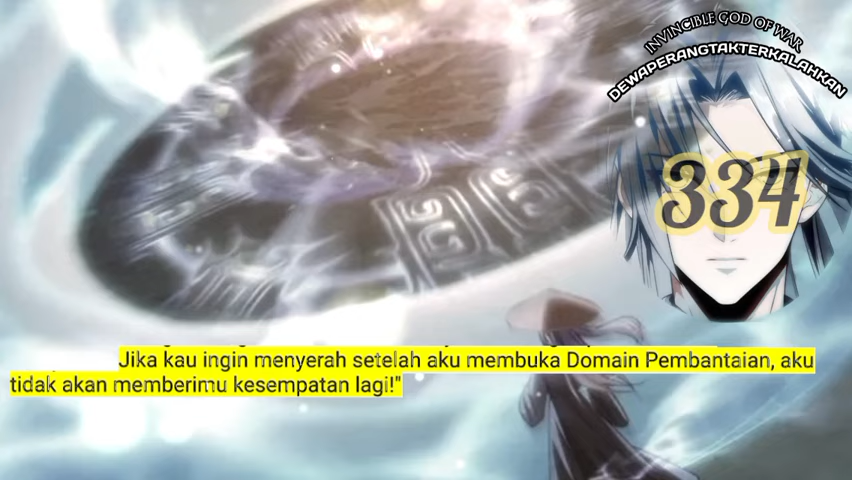 INVINCIBLE GOD OF WAR
DEWAPERANGTAKTERKALAHKAN
334
Jika kau ingin menyerah setelah aku membuka Domain Pembantaian, aku
tidak akan memberimu kesempatan lagi!"